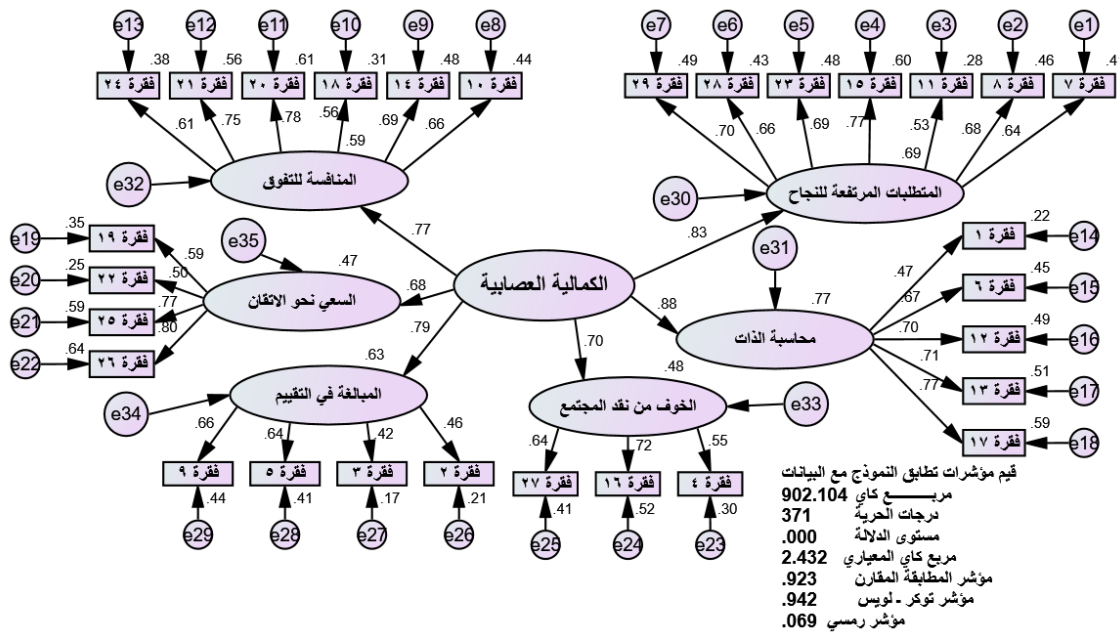 e13 e12 e11 e10 e9 e8
.38 .56 .61 .31 .48 .44
فقرة ٢٤ فقرة ٢١ فقرة ٢٠ فقرة ١٨ فقرة ١٤ فقرة ١٠
.61 .75 .78 .56 .69 .66
.59
المنافسة للتفوق
e32
e7 e6 e5 e4 e3 e2 e1
.49 .43 .48 .60 .28 .46 .4
فقرة ٢٩ فقرة ٢٨ فقرة ٢٣ فقرة ١٥ فقرة ١١ فقرة ٨ فقرة ٧
.70 .66 .69 .77 .53 .68 .64
.69
المتطلبات المرتفعة للنجاح
e30
.77
.83
الكمالية العصابية
.68
.88
.79
.70
e19 .35 فقرة ١٩ .59
e20 .25 فقرة ٢٢ .50
e21 .59 فقرة ٢٥ .77
e22 .64 فقرة ٢٦ .80
e35
.47
السعي نحو الاتقان
e31
.77
محاسبة الذات
.47 فقرة ١ .22 e14
.67 فقرة ٦ .45 e15
.70 فقرة ١٢ .49 e16
.71 فقرة ١٣ .51 e17
.77 فقرة ١٧ .59 e18
.63
المبالغة في التقييم
e34
.66 .64 .42 .46
فقرة ٩ فقرة ٥ فقرة ٣ فقرة ٢
.44 .41 .17 .21
e29 e28 e27 e26
.48
الخوف من نقد المجتمع
e33
.64 .72 .55
فقرة ٢٧ فقرة ١٦ فقرة ٤
.41 .52 .30
e25 e24 e23
قيم مؤشرات تطابق النموذج مع البيانات
مربـــــــع كاي 902.104
درجات الحرية 371
مستوى الدلالة .000
مربع كاي المعياري 2.432
مؤشر المطابقة المقارن .923
مؤشر توكر ـ لويس .942
مؤشر رمسي .069